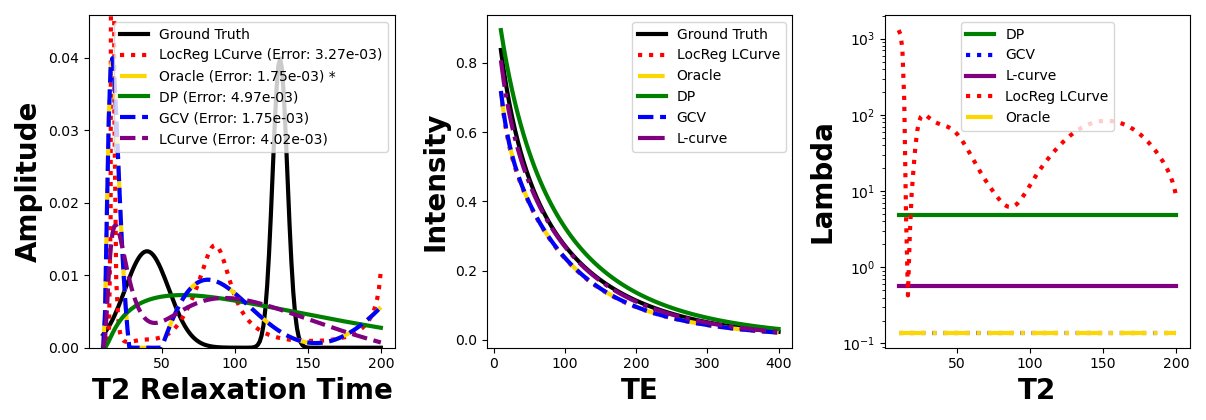 Amplitude
0.04
0.03
0.02
0.01
0.00
Ground Truth
LocReg LCurve (Error: 3.27e-03)
Oracle (Error: 1.75e-03) *
DP (Error: 4.97e-03)
GCV (Error: 1.75e-03)
LCurve (Error: 4.02e-03)
50 100 150 200
T2 Relaxation Time
Intensity
0.8
0.6
0.4
0.2
0.0
Ground Truth
LocReg LCurve
Oracle
DP
GCV
L-curve
0 100 200 300 400
TE
Lambda
10³
10²
10¹
10⁰
10⁻¹
DP
GCV
L-curve
LocReg LCurve
Oracle
50 100 150 200
T2